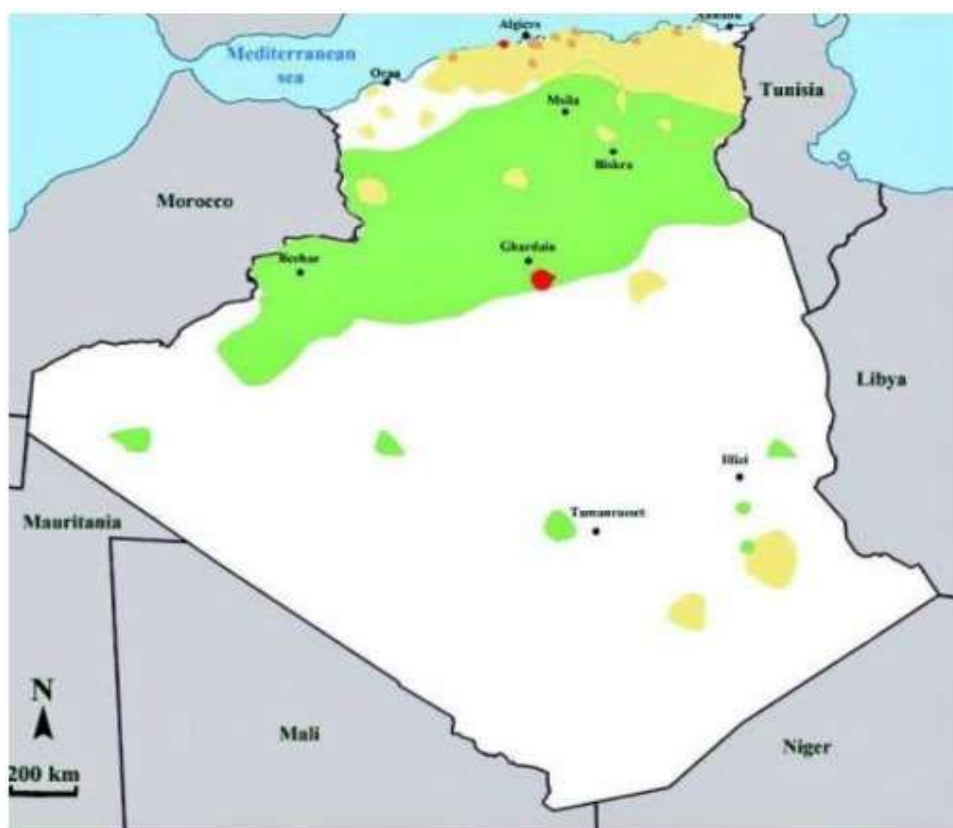 Algiers
Annaba
Mediterranean
sea
Oran
Tunisia
Msila
Biskra
Morocco
Ghardaia
Bechar
Libya
Illizi
Mauritania
Tamanrasset
N
Mali
Niger
200 km